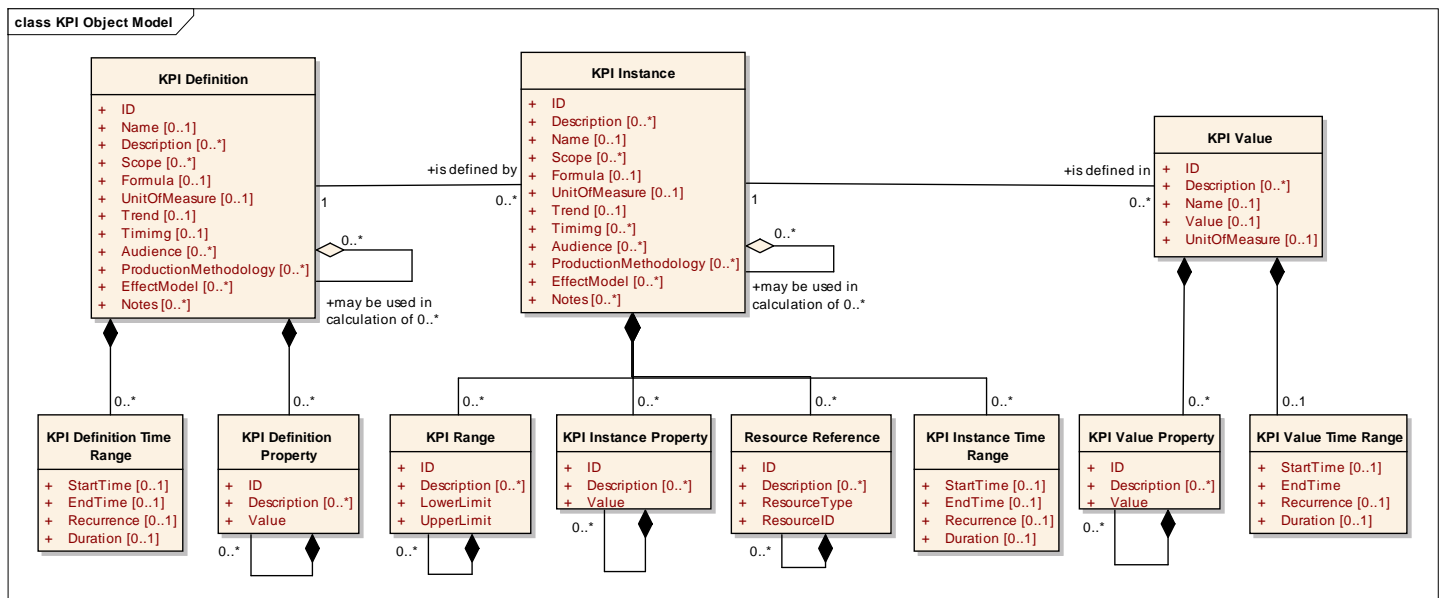 class KPI Object Model
KPI Definition
+ ID
+ Name [0..1]
+ Description [0..*]
+ Scope [0..*]
+ Formula [0..1]
+ UnitOfMeasure [0..1]
+ Trend [0..1]
+ Timimg [0..1]
+ Audience [0..*]
+ ProductionMethodology [0..*]
+ EffectModel [0..*]
+ Notes [0..*]
+is defined by
1
0..*
0..*
+may be used in
calculation of 0..*
KPI Instance
+ ID
+ Description [0..*]
+ Name [0..1]
+ Scope [0..*]
+ Formula [0..1]
+ UnitOfMeasure [0..1]
+ Trend [0..1]
+ Timimg [0..*]
+ Audience [0..*]
+ ProductionMethodology [0..*]
+ EffectModel [0..*]
+ Notes [0..*]
+is defined in
1
0..*
0..*
+may be used in
calculation of 0..*
KPI Value
+ ID
+ Description [0..*]
+ Name [0..1]
+ Value [0..1]
+ UnitOfMeasure [0..1]
0..*
KPI Definition Time
Range
+ StartTime [0..1]
+ EndTime [0..1]
+ Recurrence [0..1]
+ Duration [0..1]
0..*
KPI Definition
Property
+ ID
+ Description [0..*]
+ Value
0..*
0..*
KPI Range
+ ID
+ Description [0..*]
+ LowerLimit
+ UpperLimit
0..*
0..*
KPI Instance Property
+ ID
+ Description [0..*]
+ Value
0..*
0..*
Resource Reference
+ ID
+ Description [0..*]
+ ResourceType
+ ResourceID
0..*
0..*
KPI Instance Time
Range
+ StartTime [0..1]
+ EndTime [0..1]
+ Recurrence [0..1]
+ Duration [0..1]
0..*
KPI Value Property
+ ID
+ Description [0..*]
+ Value
0..*
0..1
KPI Value Time Range
+ StartTime [0..1]
+ EndTime
+ Recurrence [0..1]
+ Duration [0..1]